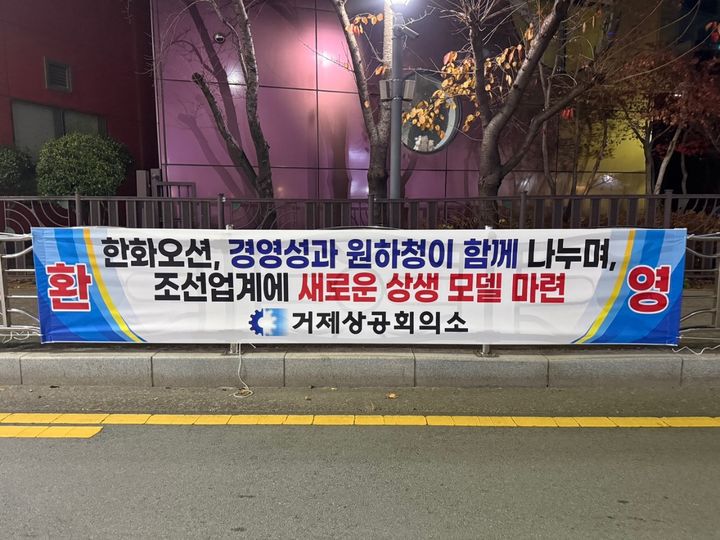 환
한화오션, 경영성과 원하청이 함께 나누며,
조선업계에 새로운 상생 모델 마련
거제상공회의소
영